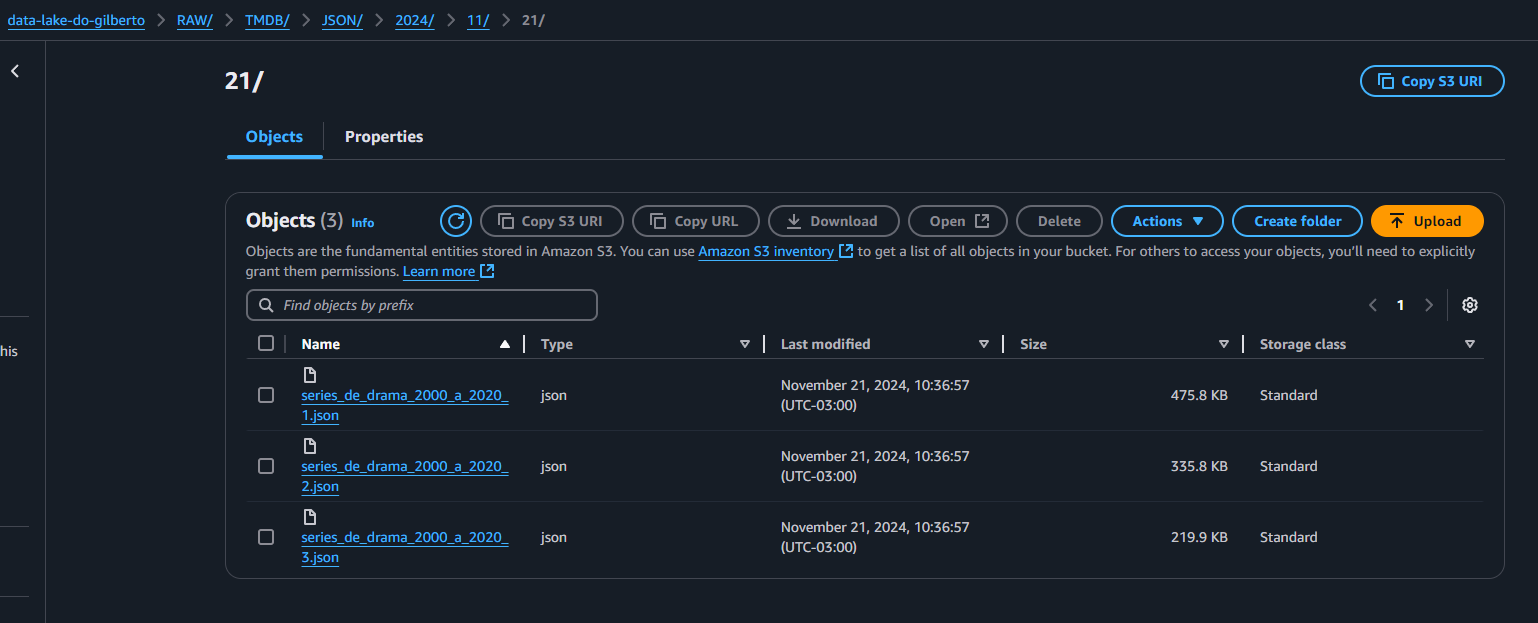 data-lake-do-gilberto > RAW/ > TMDB/ > JSON/ > 2024/ > 11/ > 21/
21/
Copy S3 URI
Objects Properties
Objects (3) Info
Copy S3 URI Copy URL Download Open Delete Actions Create folder Upload
Objects are the fundamental entities stored in Amazon S3. You can use Amazon S3 inventory to get a list of all objects in your bucket. For others to access your objects, you'll need to explicitly
grant them permissions. Learn more
Find objects by prefix
1
his
Name Type Last modified Size Storage class
series_de_drama_2000_a_2020_
1.json
json
November 21, 2024, 10:36:57
(UTC-03:00)
475.8 KB
Standard
series_de_drama_2000_a_2020_
2.json
json
November 21, 2024, 10:36:57
(UTC-03:00)
335.8 KB
Standard
series_de_drama_2000_a_2020_
3.json
json
November 21, 2024, 10:36:57
(UTC-03:00)
219.9 KB
Standard